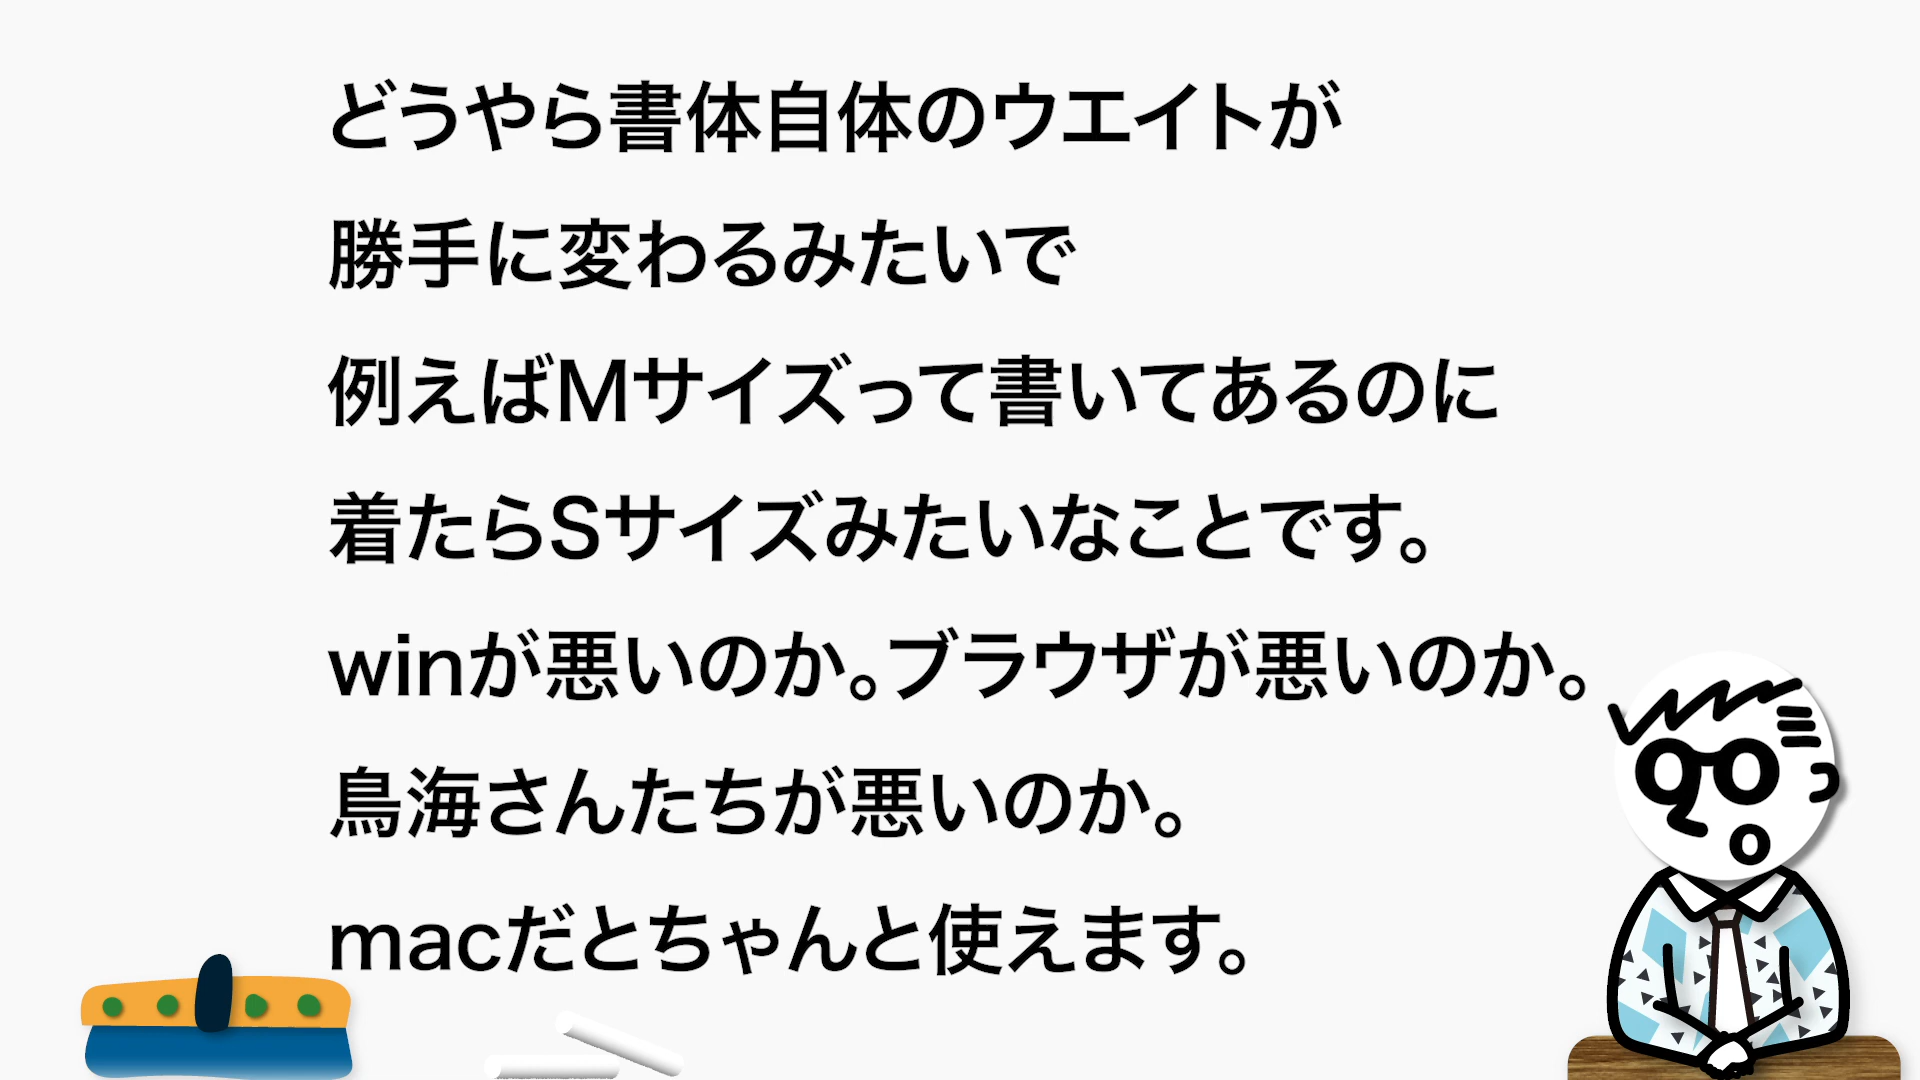 どうやら書体自体のウエイトが
勝手に変わるみたいで
例えばMサイズって書いてあるのに
着たらSサイズみたいなことです。
winが悪いのか。ブラウザが悪いのか。
鳥海さんたちが悪いのか。
macだとちゃんと使えます。